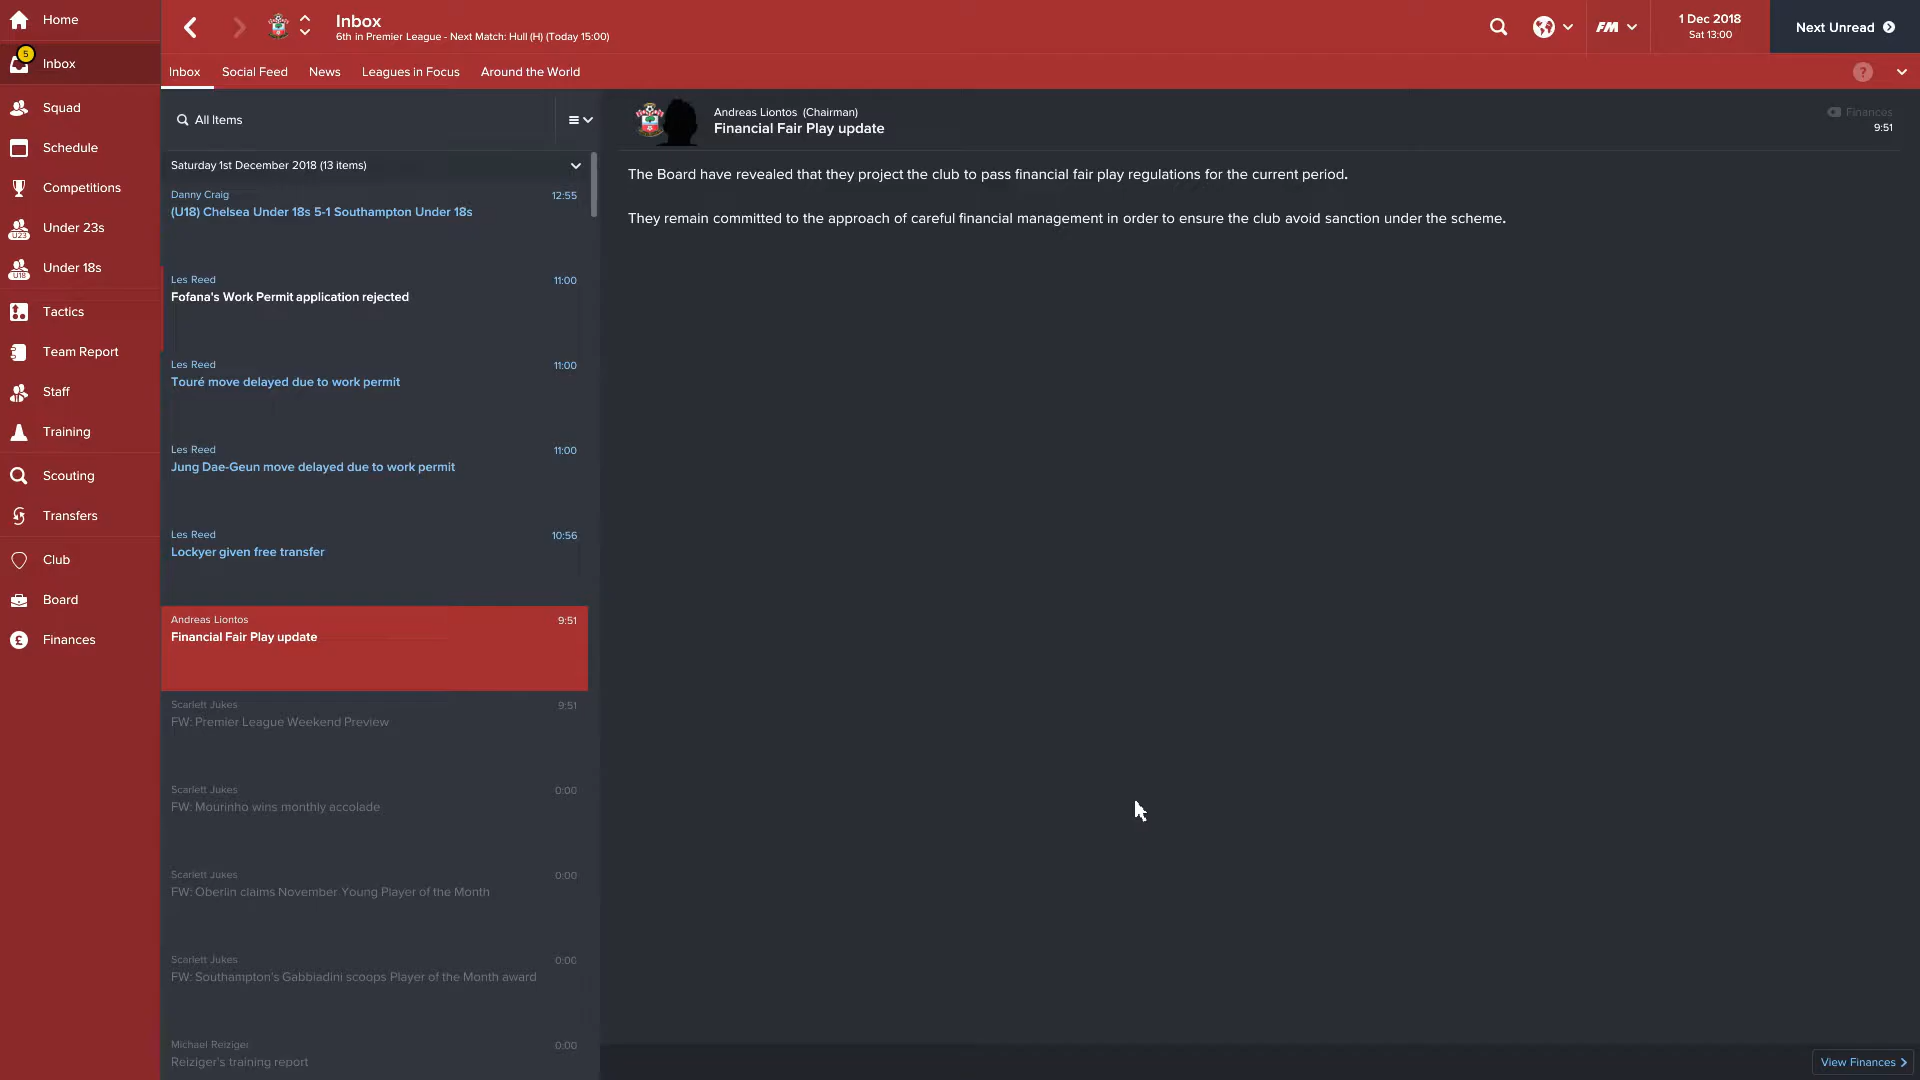 Home
5
Inbox
Squad
Schedule
Competitions
U23
Under 23s
U18
Under 18s
Tactics
Team Report
Staff
Training
Scouting
Transfers
Club
Board
£
Finances
Inbox
6th in Premier League - Next Match: Hull (H) (Today 15:00)
FM
1 Dec 2018
Sat 13:00
Next Unread
Inbox
Social Feed
News
Leagues in Focus
Around the World
?
All Items
Saturday 1st December 2018 (13 items)
Danny Craig
12:55
(U18) Chelsea Under 18s 5-1 Southampton Under 18s
Les Reed
11:00
Fofana's Work Permit application rejected
Les Reed
11:00
Touré move delayed due to work permit
Les Reed
11:00
Jung Dae-Geun move delayed due to work permit
Les Reed
10:56
Lockyer given free transfer
Andreas Liontos
9:51
Financial Fair Play update
Scarlett Jukes
9:51
FW: Premier League Weekend Preview
Scarlett Jukes
0:00
FW: Mourinho wins monthly accolade
Scarlett Jukes
0:00
FW: Oberlin claims November Young Player of the Month
Scarlett Jukes
0:00
FW: Southampton's Gabbiadini scoops Player of the Month award
Michael Reiziger
0:00
Reiziger's training report
Andreas Liontos (Chairman)
Financial Fair Play update
Finances
9:51
The Board have revealed that they project the club to pass financial fair play regulations for the current period.
They remain committed to the approach of careful financial management in order to ensure the club avoid sanction under the scheme.
View Finances